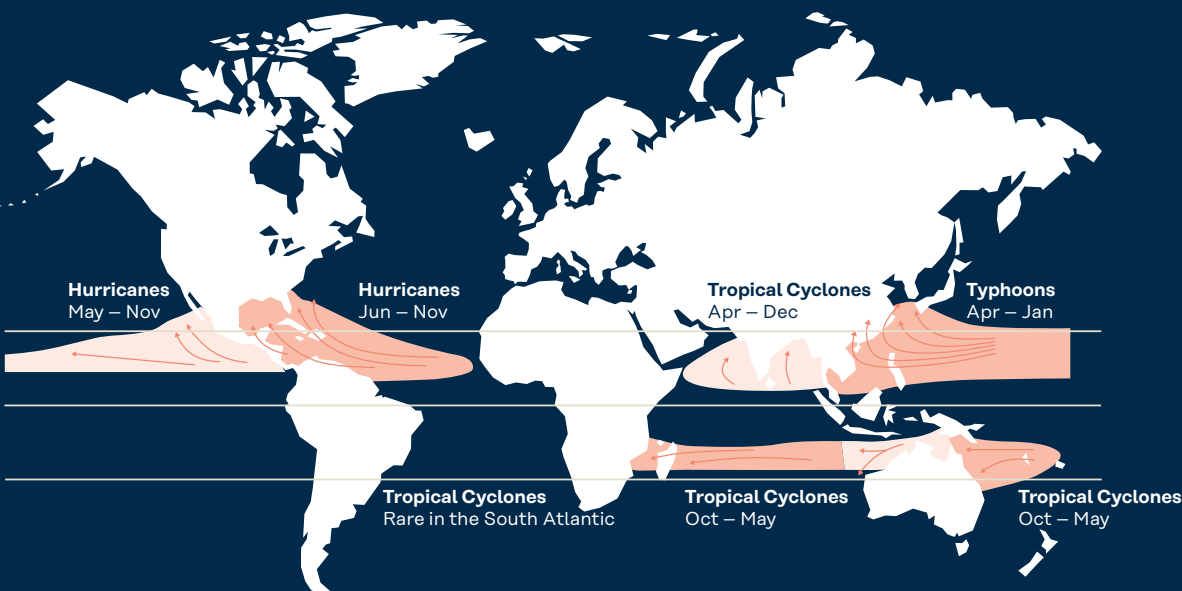 Hurricanes
May – Nov
Hurricanes
Jun – Nov
Tropical Cyclones
Apr – Dec
Typhoons
Apr – Jan
Tropical Cyclones
Rare in the South Atlantic
Tropical Cyclones
Oct – May
Tropical Cyclones
Oct – May